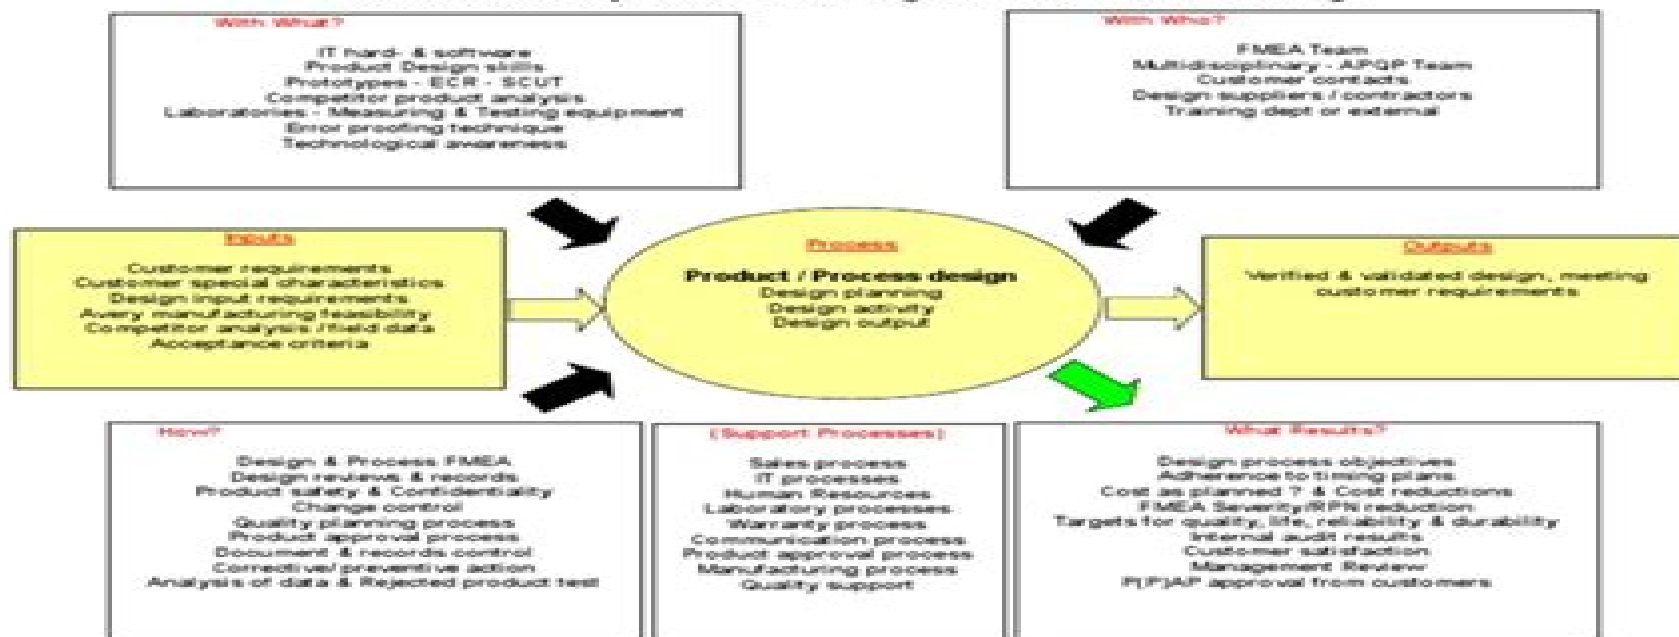 With What?
IT hard- & software
Product Design skills
Prototypes - ECR - SCUT
Competitor product analysis
Laboratories - Measuring & Testing equipment
Error proofing technique
Technological awareness
With Who?
FMEA Team
Multidisciplinary - APQP Team
Customer contacts
Design suppliers / contractors
Training dept or external
Inputs
Customer requirements
Customer special characteristics
Design input requirements
Avery manufacturing feasibility
Competitor analysis / field data
Acceptance criteria
Process
Product / Process design
Design planning
Design activity
Design output
Outputs
Verified & validated design, meeting
customer requirements
How?
Design & Process FMEA
Design reviews & records
Product safety & Confidentiality
Change control
Quality planning process
Product approval process
Document & records control
Corrective/ preventive action
Analysis of data & Rejected product test
(Support Processes)
Sales process
IT processes
Human Resources
Laboratory processes
Warranty process
Communication process
Product approval process
Manufacturing process
Quality support
What Results?
Design process objectives
Adherence to timing plans
Cost as planned ? & Cost reductions
FMEA Severity/RPN reduction
Targets for quality, life, reliability & durability
Internal audit results
Customer satisfaction
Management Review
P(P)AP approval from customers